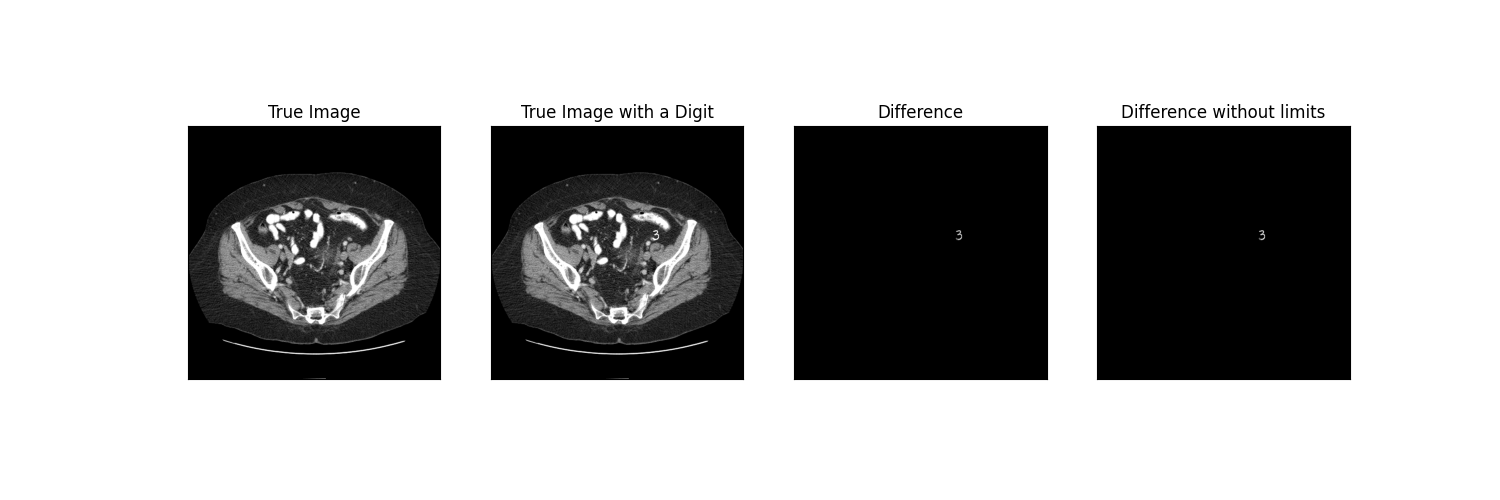 True Image
True Image with a Digit
Difference
Difference without limits
3
3
3